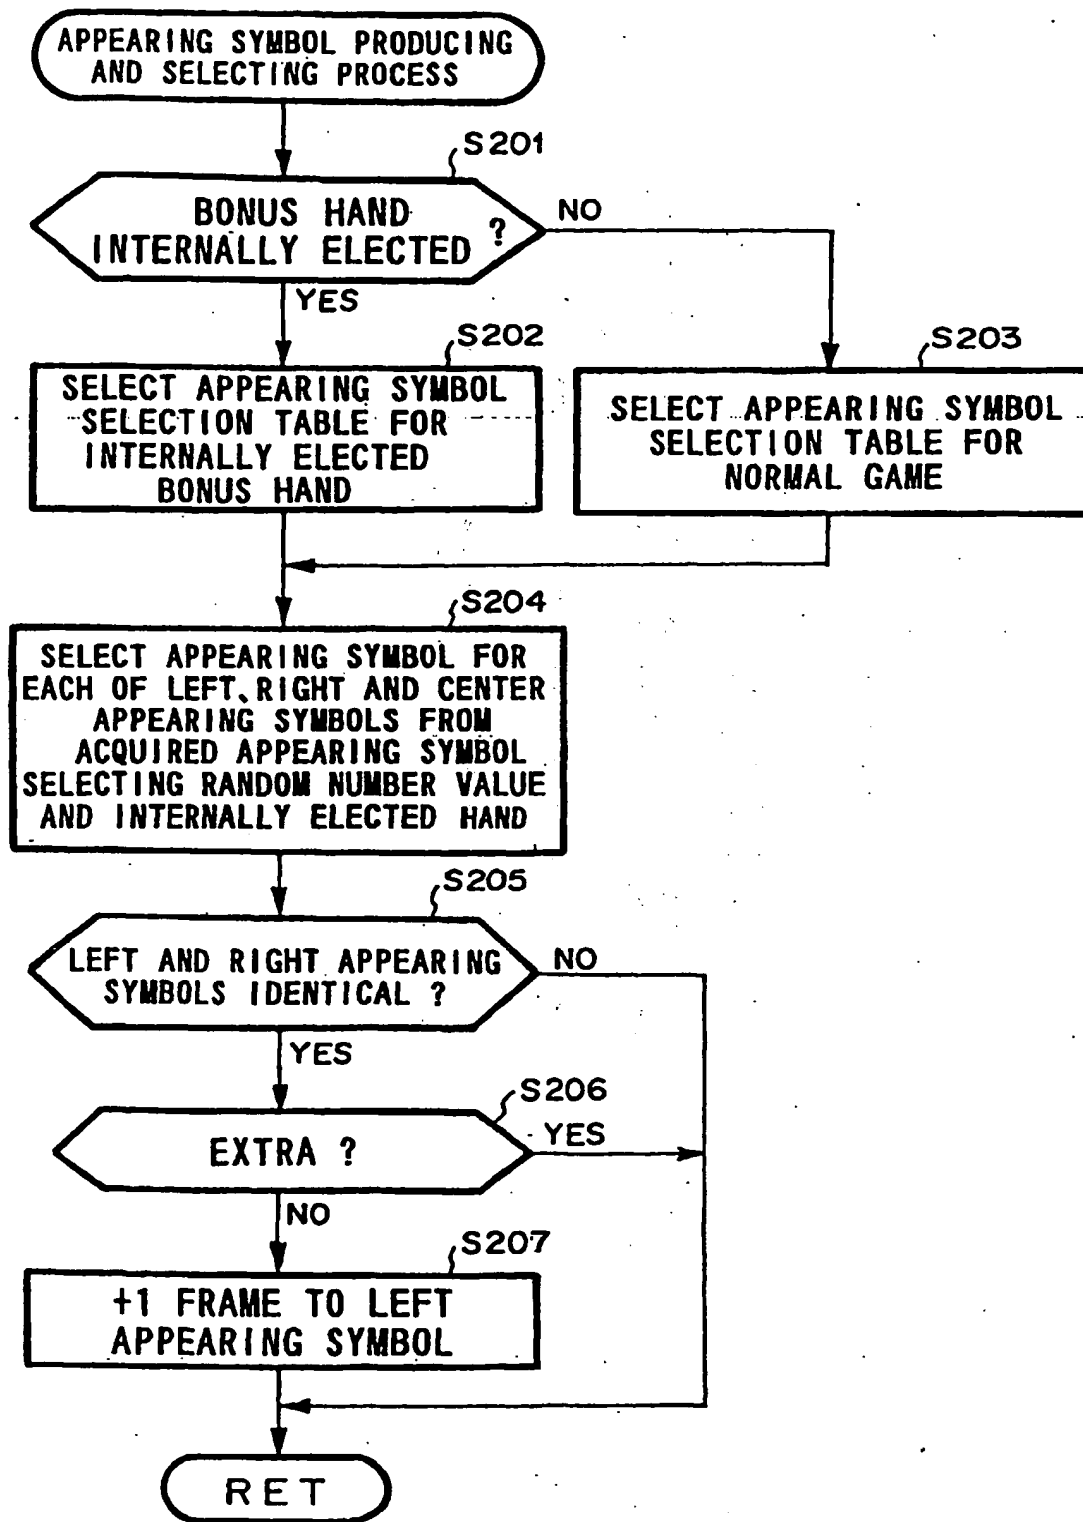 APPEARING SYMBOL PRODUCING
AND SELECTING PROCESS
S201
BONUS HAND
INTERNALLY ELECTED ?
NO
YES
S202
SELECT APPEARING SYMBOL
SELECTION TABLE FOR
INTERNALLY ELECTED
BONUS HAND
S203
SELECT APPEARING SYMBOL
SELECTION TABLE FOR
NORMAL GAME
S204
SELECT APPEARING SYMBOL FOR
EACH OF LEFT、RIGHT AND CENTER
APPEARING SYMBOLS FROM
ACQUIRED APPEARING SYMBOL
SELECTING RANDOM NUMBER VALUE
AND INTERNALLY ELECTED HAND
S205
LEFT AND RIGHT APPEARING
SYMBOLS IDENTICAL ?
NO
YES
S206
EXTRA ?
YES
NO
S207
+1 FRAME TO LEFT
APPEARING SYMBOL
RET